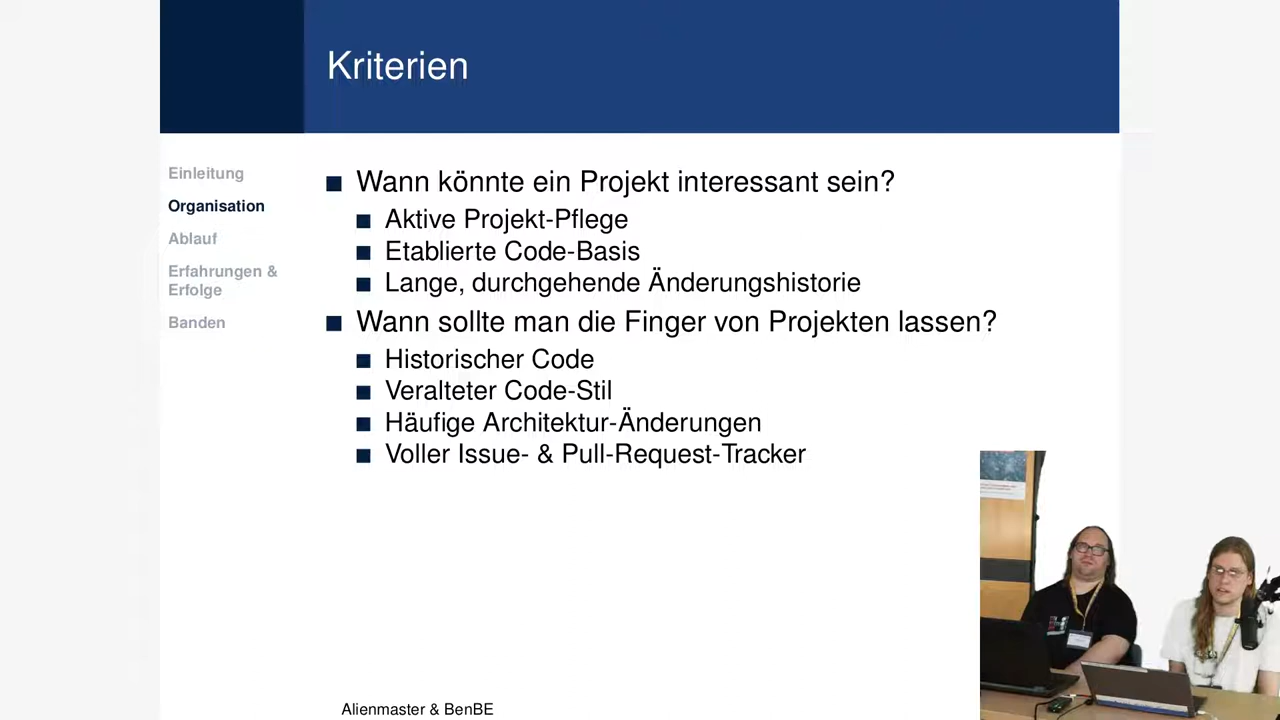 Kriterien
Einleitung
Organisation
Ablauf
Erfahrungen &
Erfolge
Banden
Wann könnte ein Projekt interessant sein?
Aktive Projekt-Pflege
Etablierte Code-Basis
Lange, durchgehende Änderungshistorie
Wann sollte man die Finger von Projekten lassen?
Historischer Code
Veralteter Code-Stil
Häufige Architektur-Änderungen
Voller Issue- & Pull-Request-Tracker
Alienmaster & BenBE